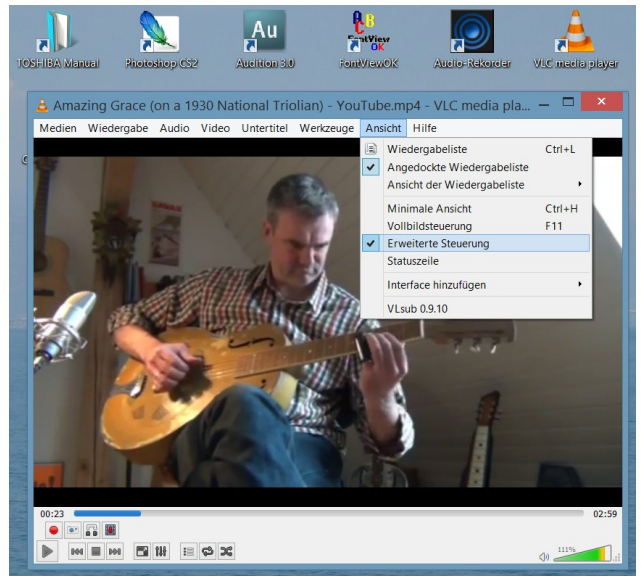 TOSHIBA Manual
Photoshop CS2
Au
Audition 3.0
ABC
FontView
OK
FontViewOK
Audio-Rekorder
VLC media player
Amazing Grace (on a 1930 National Triolian) - YouTube.mp4 - VLC media pla...
Medien Wiedergabe Audio Video Untertitel Werkzeuge Ansicht Hilfe
Wiedergabeliste Ctrl+L
Angedockte Wiedergabeliste
Ansicht der Wiedergabeliste
Minimale Ansicht Ctrl+H
Vollbildsteuerung F11
Erweiterte Steuerung
Statuszeile
Interface hinzufügen
VLsub 0.9.10
00:23 02:59
111%